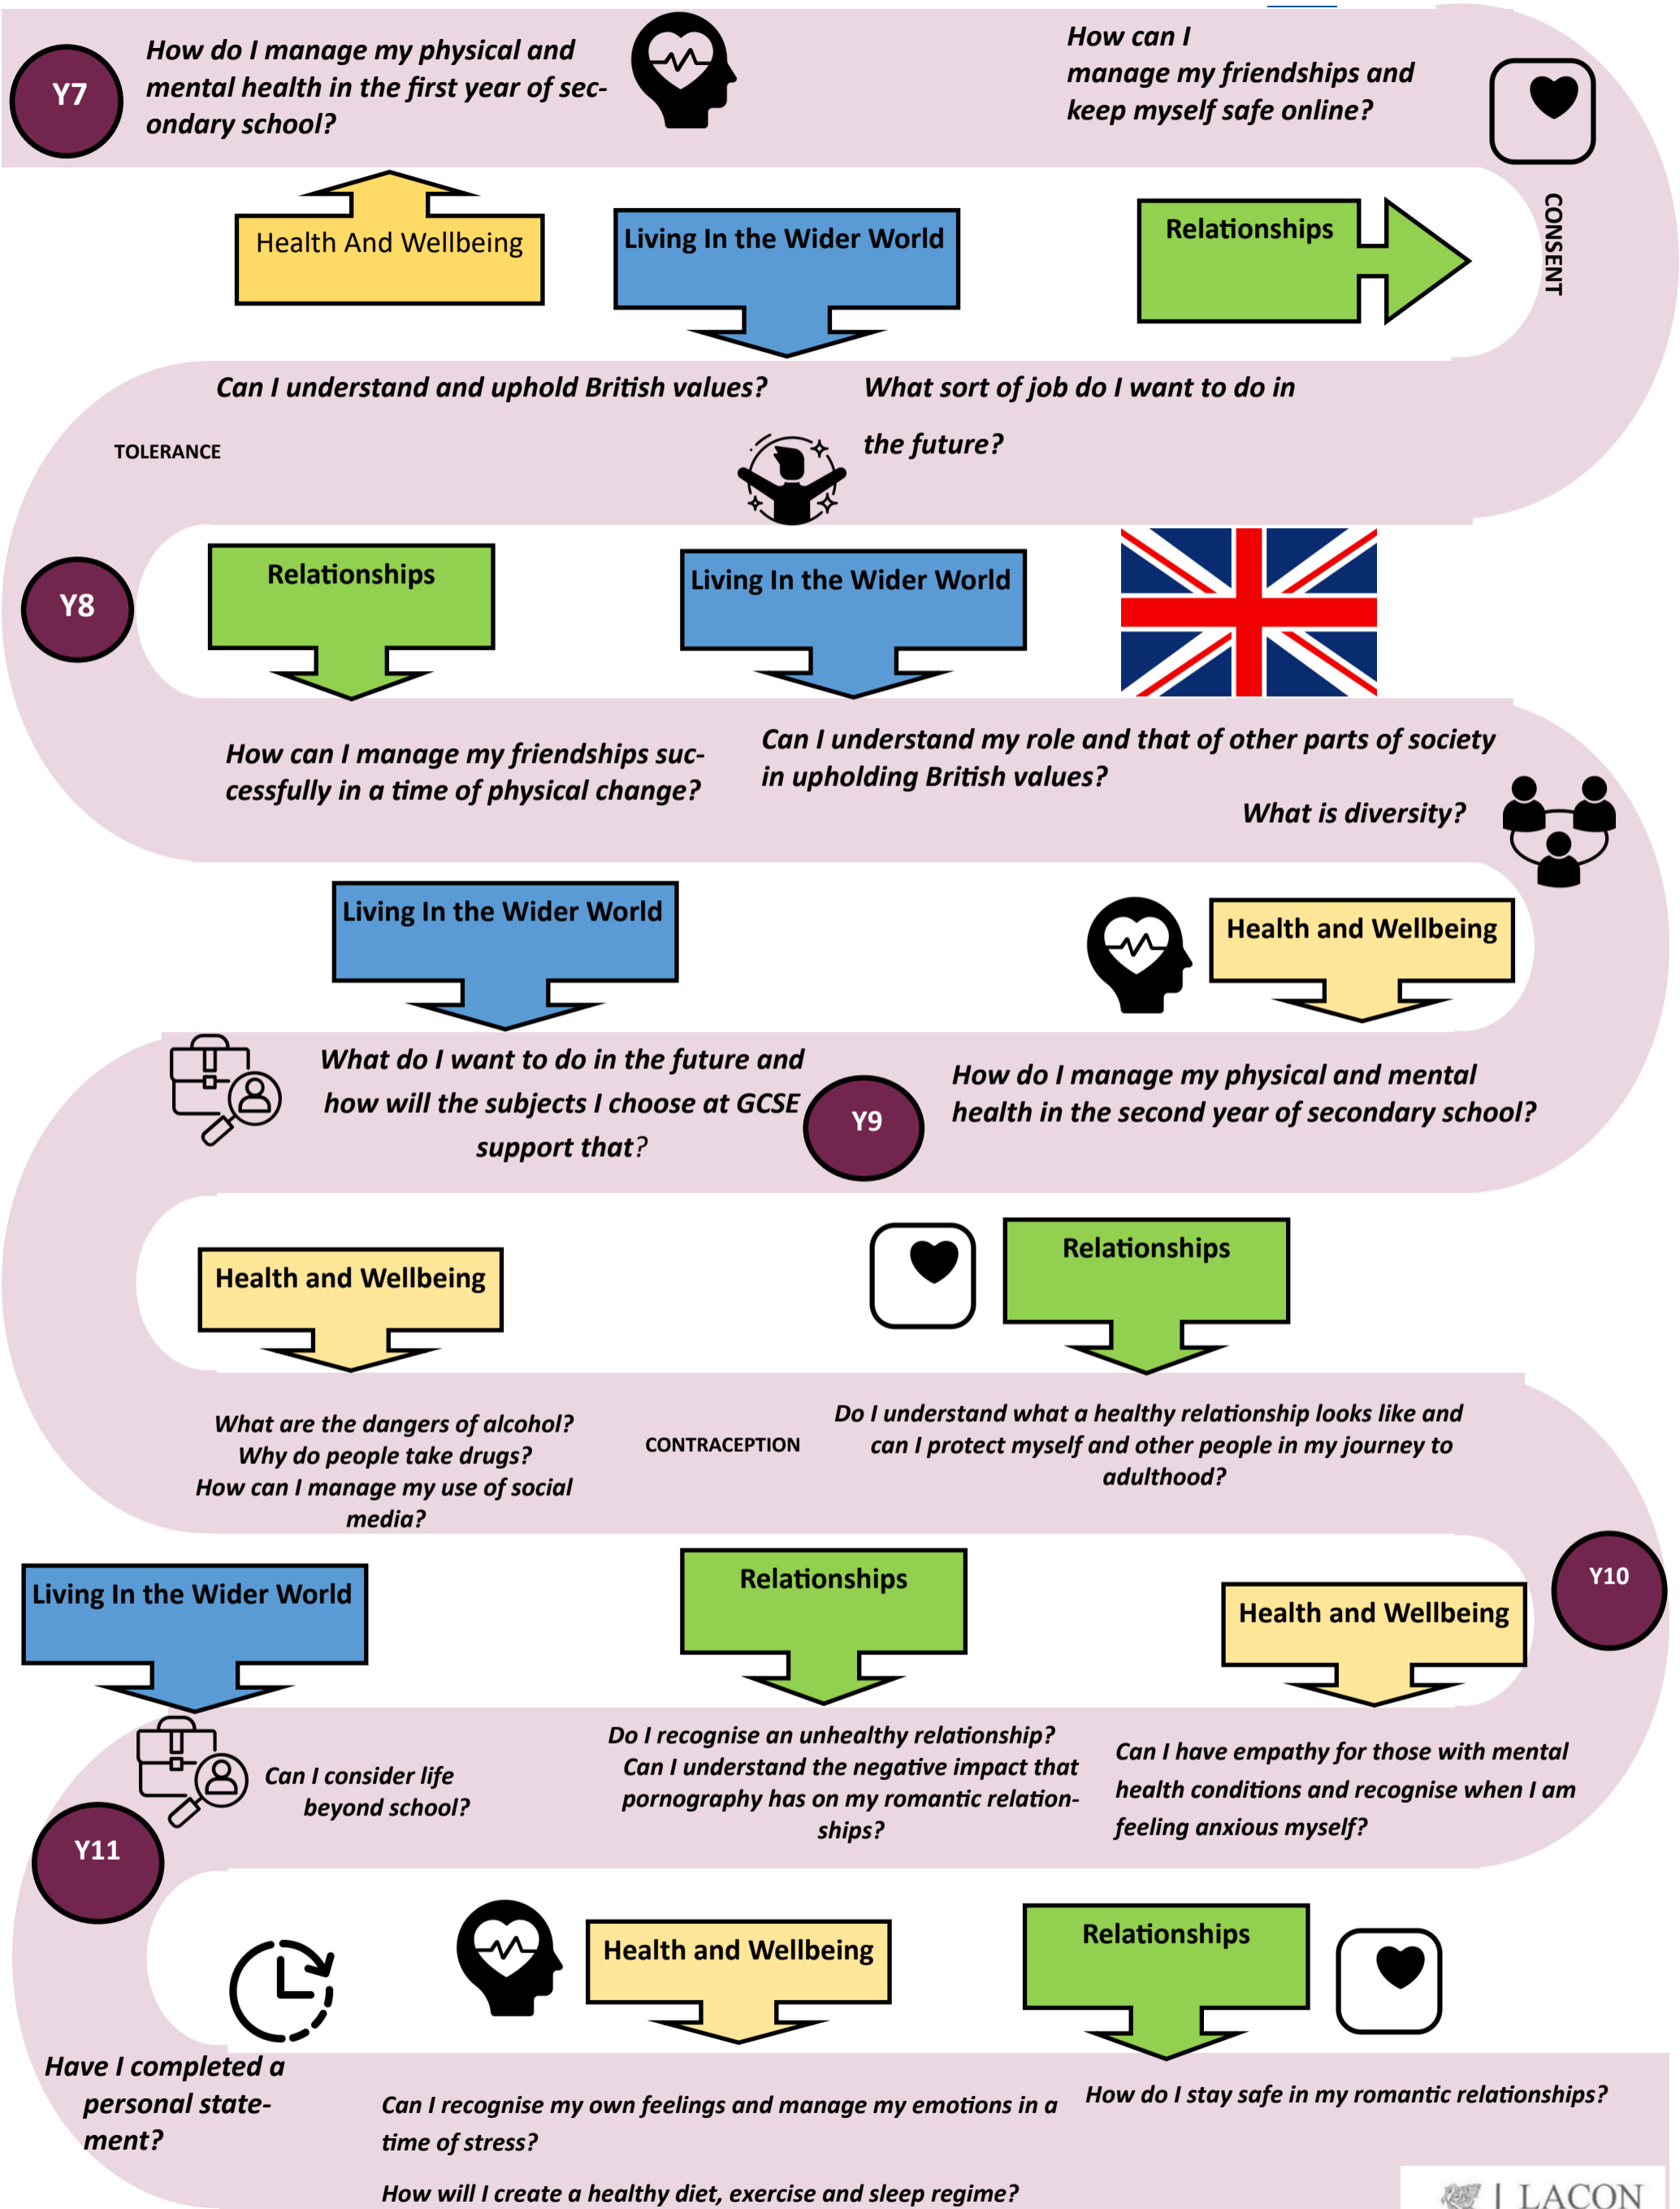 Y7
How do I manage my physical and
mental health in the first year of sec-
ondary school?
How can I
manage my friendships and
keep myself safe online?
CONSENT
Health And Wellbeing
Living In the Wider World
Relationships
Can I understand and uphold British values?
What sort of job do I want to do in
the future?
TOLERANCE
Y8
Relationships
Living In the Wider World
How can I manage my friendships suc-
cessfully in a time of physical change?
Can I understand my role and that of other parts of society
in upholding British values?
What is diversity?
Living In the Wider World
Health and Wellbeing
What do I want to do in the future and
how will the subjects I choose at GCSE
support that?
Y9
How do I manage my physical and mental
health in the second year of secondary school?
Health and Wellbeing
Relationships
What are the dangers of alcohol?
Why do people take drugs?
How can I manage my use of social
media?
CONTRACEPTION
Do I understand what a healthy relationship looks like and
can I protect myself and other people in my journey to
adulthood?
Y10
Living In the Wider World
Relationships
Health and Wellbeing
Can I consider life
beyond school?
Do I recognise an unhealthy relationship?
Can I understand the negative impact that
pornography has on my romantic relation-
ships?
Can I have empathy for those with mental
health conditions and recognise when I am
feeling anxious myself?
Y11
Health and Wellbeing
Relationships
Have I completed a
personal state-
ment?
Can I recognise my own feelings and manage my emotions in a
time of stress?
How will I create a healthy diet, exercise and sleep regime?
How do I stay safe in my romantic relationships?
LACON